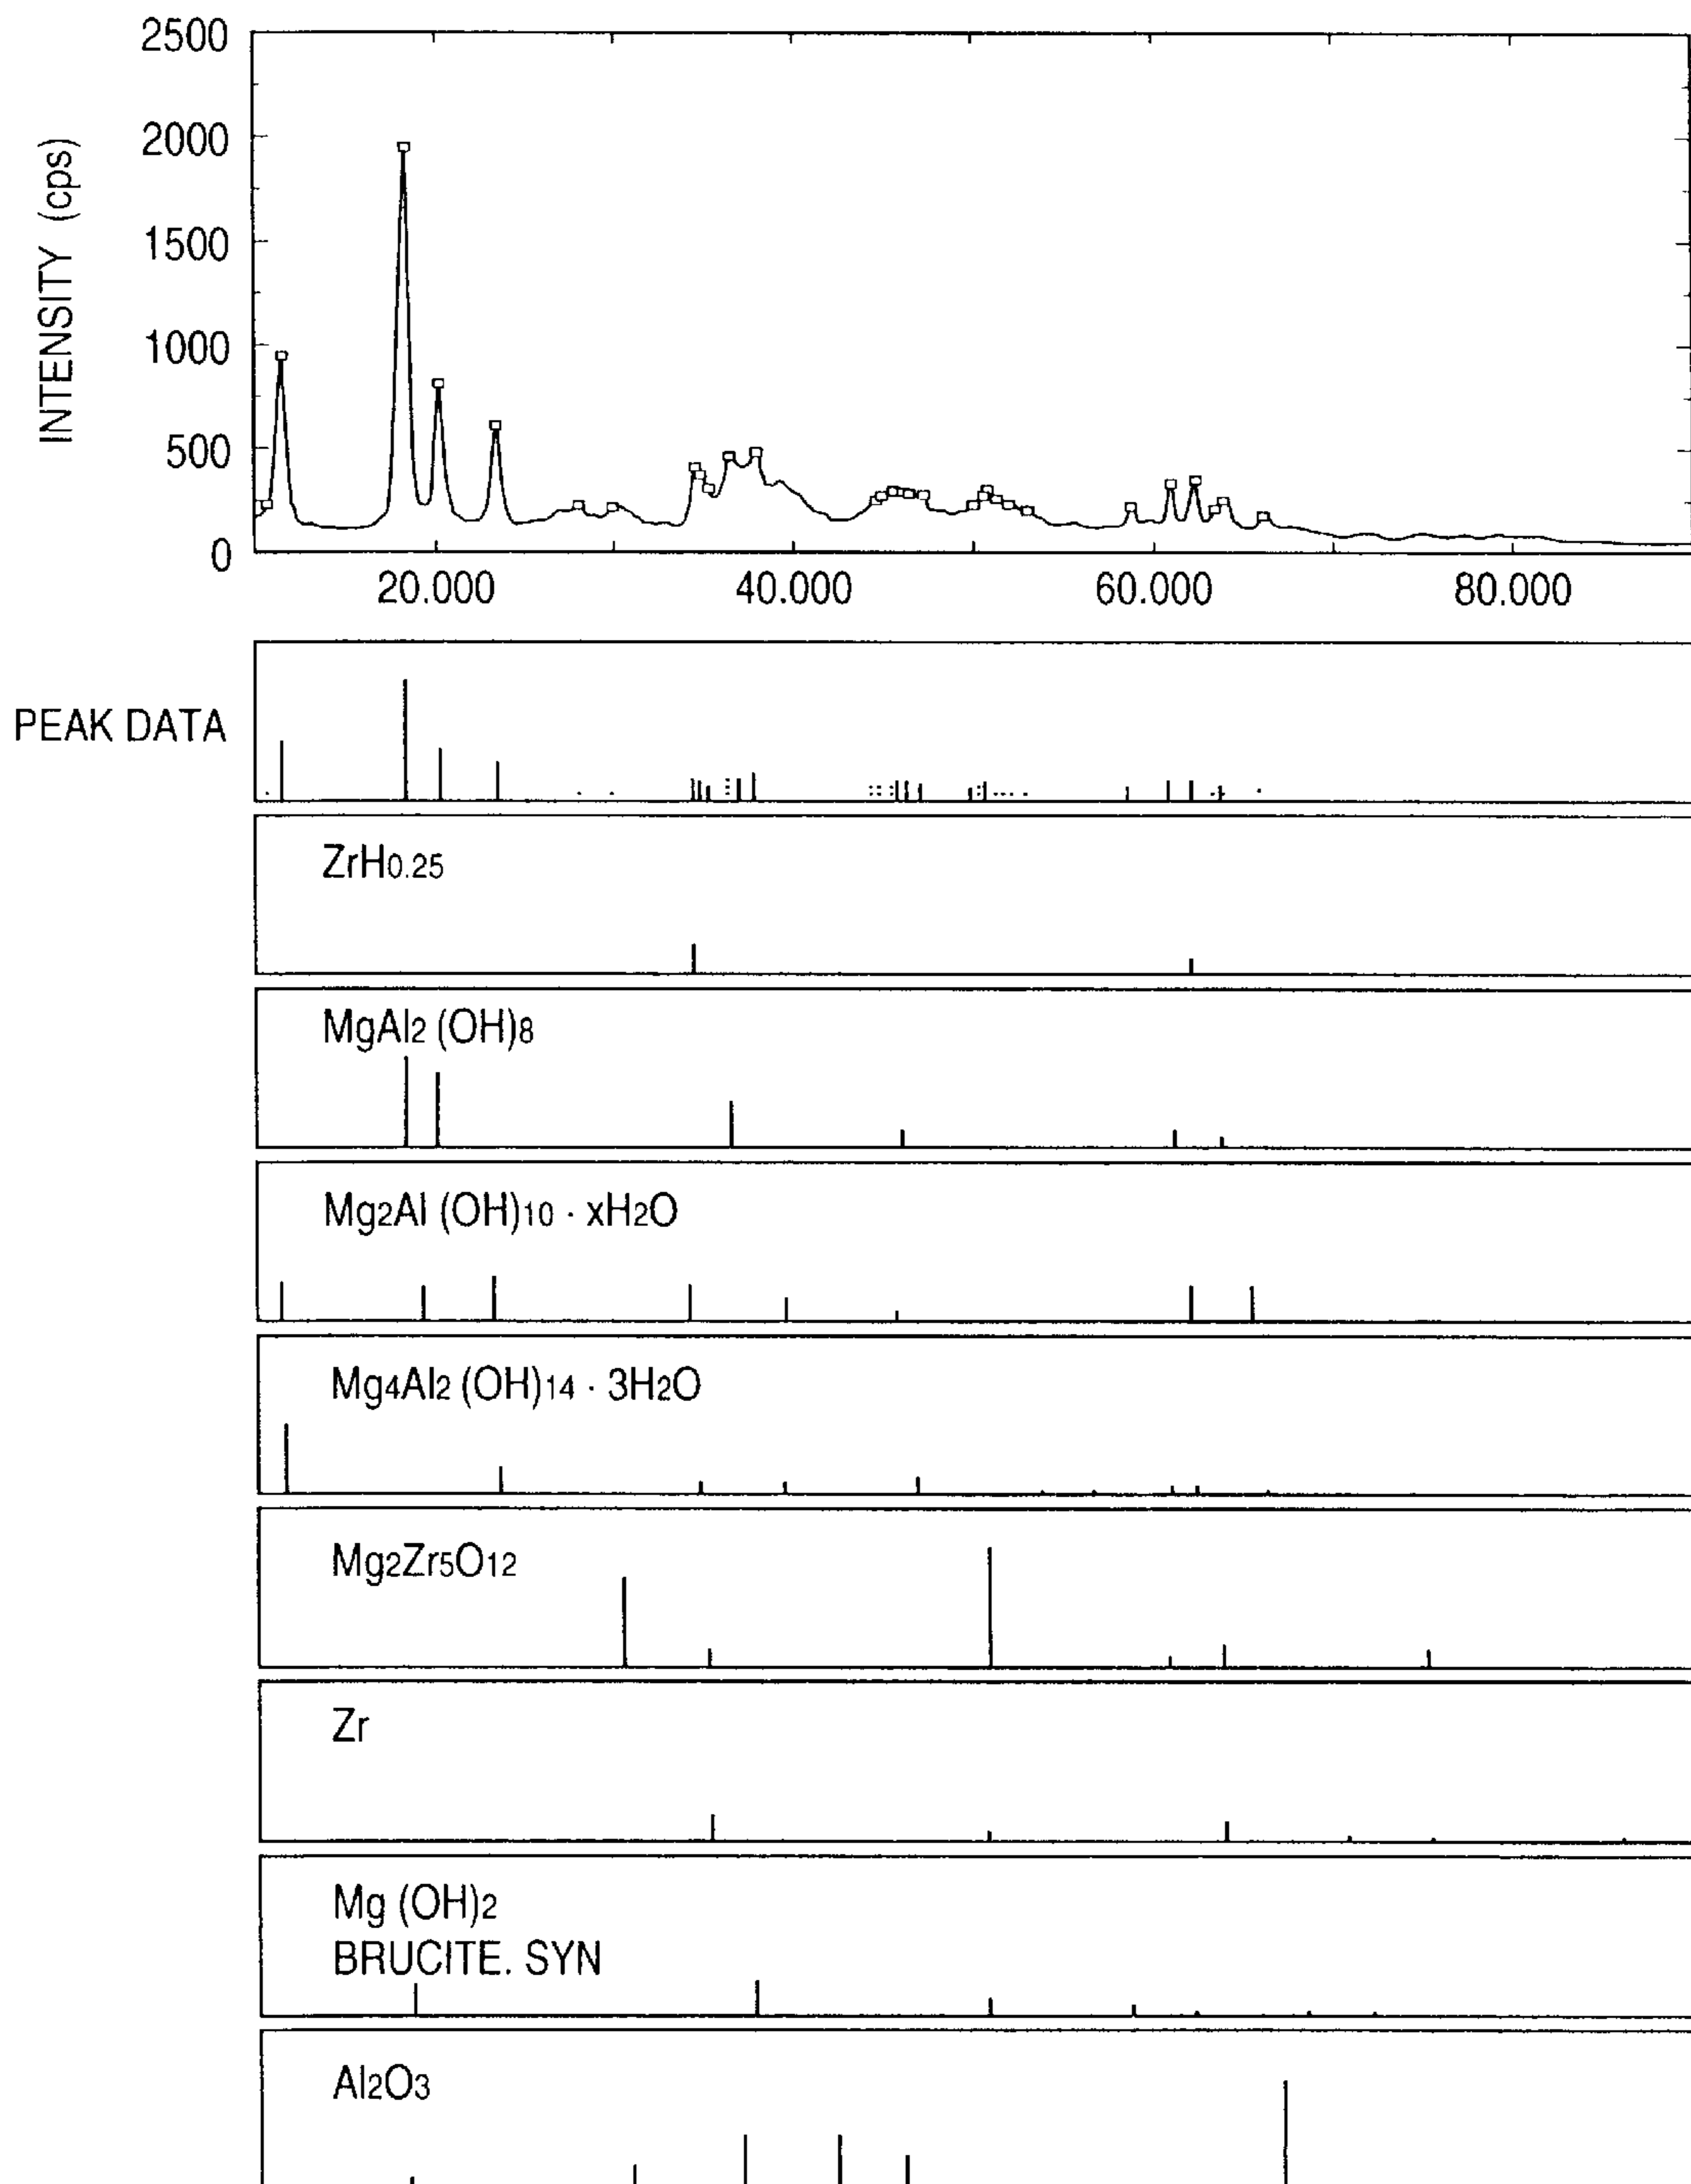 2500
2000
1500
1000
500
0
INTENSITY (cps)
20.000 40.000 60.000 80.000
PEAK DATA
ZrH0.25
MgAl2 (OH)8
Mg2Al (OH)10 · xH2O
Mg4Al2 (OH)14 · 3H2O
Mg2Zr5O12
Zr
Mg (OH)2
BRUCITE. SYN
Al2O3